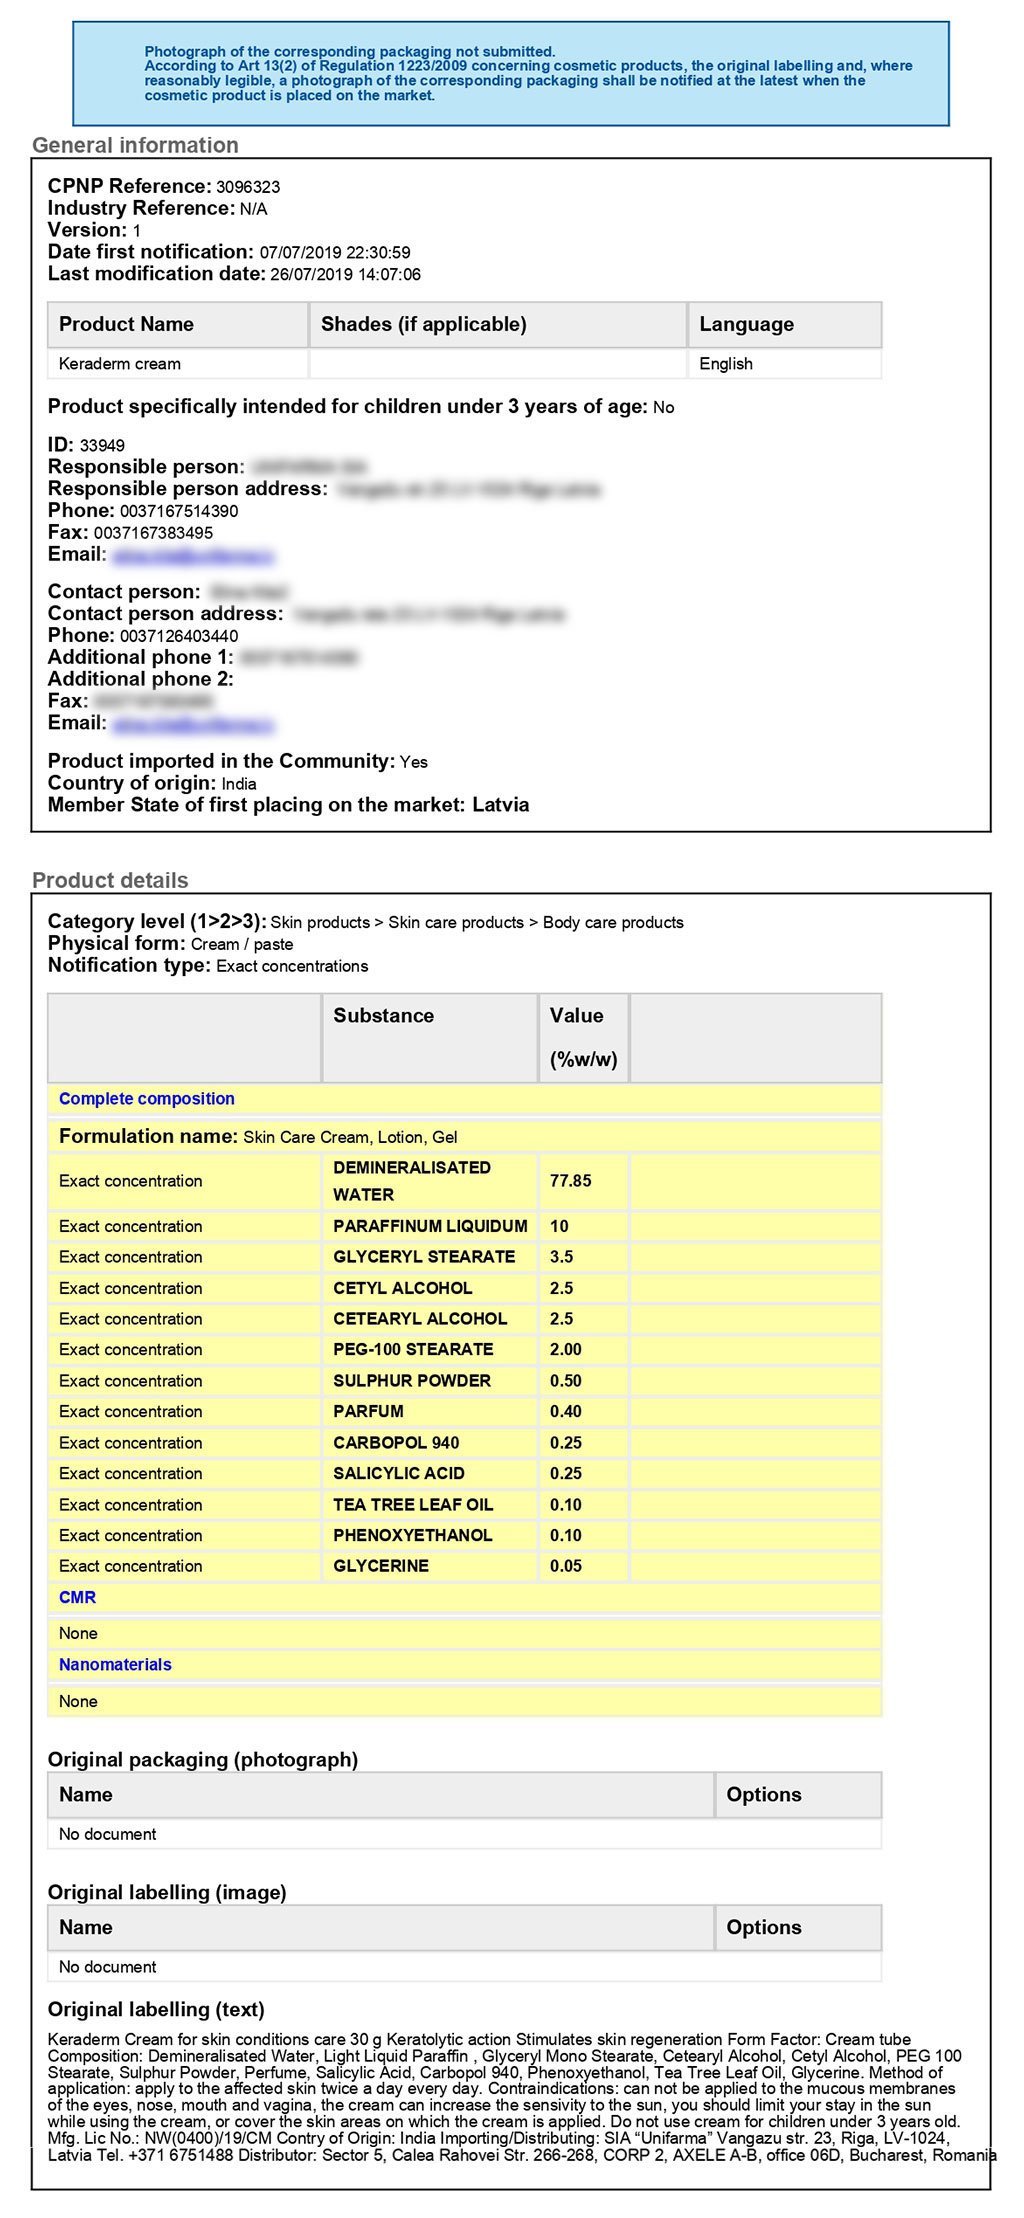 Photograph of the corresponding packaging not submitted.
According to Art 13(2) of Regulation 1223/2009 concerning cosmetic products, the original labelling and, where
reasonably legible, a photograph of the corresponding packaging shall be notified at the latest when the
cosmetic product is placed on the market.
General information
CPNP Reference: 3096323
Industry Reference: N/A
Version: 1
Date first notification: 07/07/2019 22:30:59
Last modification date: 26/07/2019 14:07:06
Product Name Shades (if applicable) Language
Keraderm cream English
Product specifically intended for children under 3 years of age: No
ID: 33949
Responsible person:
Responsible person address:
Phone: 0037167514390
Fax: 0037167383495
Email:
Contact person:
Contact person address:
Phone: 0037126403440
Additional phone 1:
Additional phone 2:
Fax:
Email:
Product imported in the Community: Yes
Country of origin: India
Member State of first placing on the market: Latvia
Product details
Category level (1>2>3): Skin products > Skin care products > Body care products
Physical form: Cream / paste
Notification type: Exact concentrations
Substance Value
(%w/w)
Complete composition
Formulation name: Skin Care Cream, Lotion, Gel
Exact concentration DEMINERALISATED WATER 77.85
Exact concentration PARAFFINUM LIQUIDUM 10
Exact concentration GLYCERYL STEARATE 3.5
Exact concentration CETYL ALCOHOL 2.5
Exact concentration CETEARYL ALCOHOL 2.5
Exact concentration PEG-100 STEARATE 2.00
Exact concentration SULPHUR POWDER 0.50
Exact concentration PARFUM 0.40
Exact concentration CARBOPOL 940 0.25
Exact concentration SALICYLIC ACID 0.25
Exact concentration TEA TREE LEAF OIL 0.10
Exact concentration PHENOXYETHANOL 0.10
Exact concentration GLYCERINE 0.05
CMR
None
Nanomaterials
None
Original packaging (photograph)
Name Options
No document
Original labelling (image)
Name Options
No document
Original labelling (text)
Keraderm Cream for skin conditions care 30 g Keratolytic action Stimulates skin regeneration Form Factor: Cream tube
Composition: Demineralisated Water, Light Liquid Paraffin , Glyceryl Mono Stearate, Cetearyl Alcohol, Cetyl Alcohol, PEG 100
Stearate, Sulphur Powder, Perfume, Salicylic Acid, Carbopol 940, Phenoxyethanol, Tea Tree Leaf Oil, Glycerine. Method of
application: apply to the affected skin twice a day every day. Contraindications: can not be applied to the mucous membranes
of the eyes, nose, mouth and vagina, the cream can increase the sensivity to the sun, you should limit your stay in the sun
while using the cream, or cover the skin areas on which the cream is applied. Do not use cream for children under 3 years old.
Mfg. Lic No.: NW(0400)/19/CM Contry of Origin: India Importing/Distributing: SIA “Unifarma” Vangazu str. 23, Riga, LV-1024,
Latvia Tel. +371 6751488 Distributor: Sector 5, Calea Rahovei Str. 266-268, CORP 2, AXELE A-B, office 06D, Bucharest, Romania